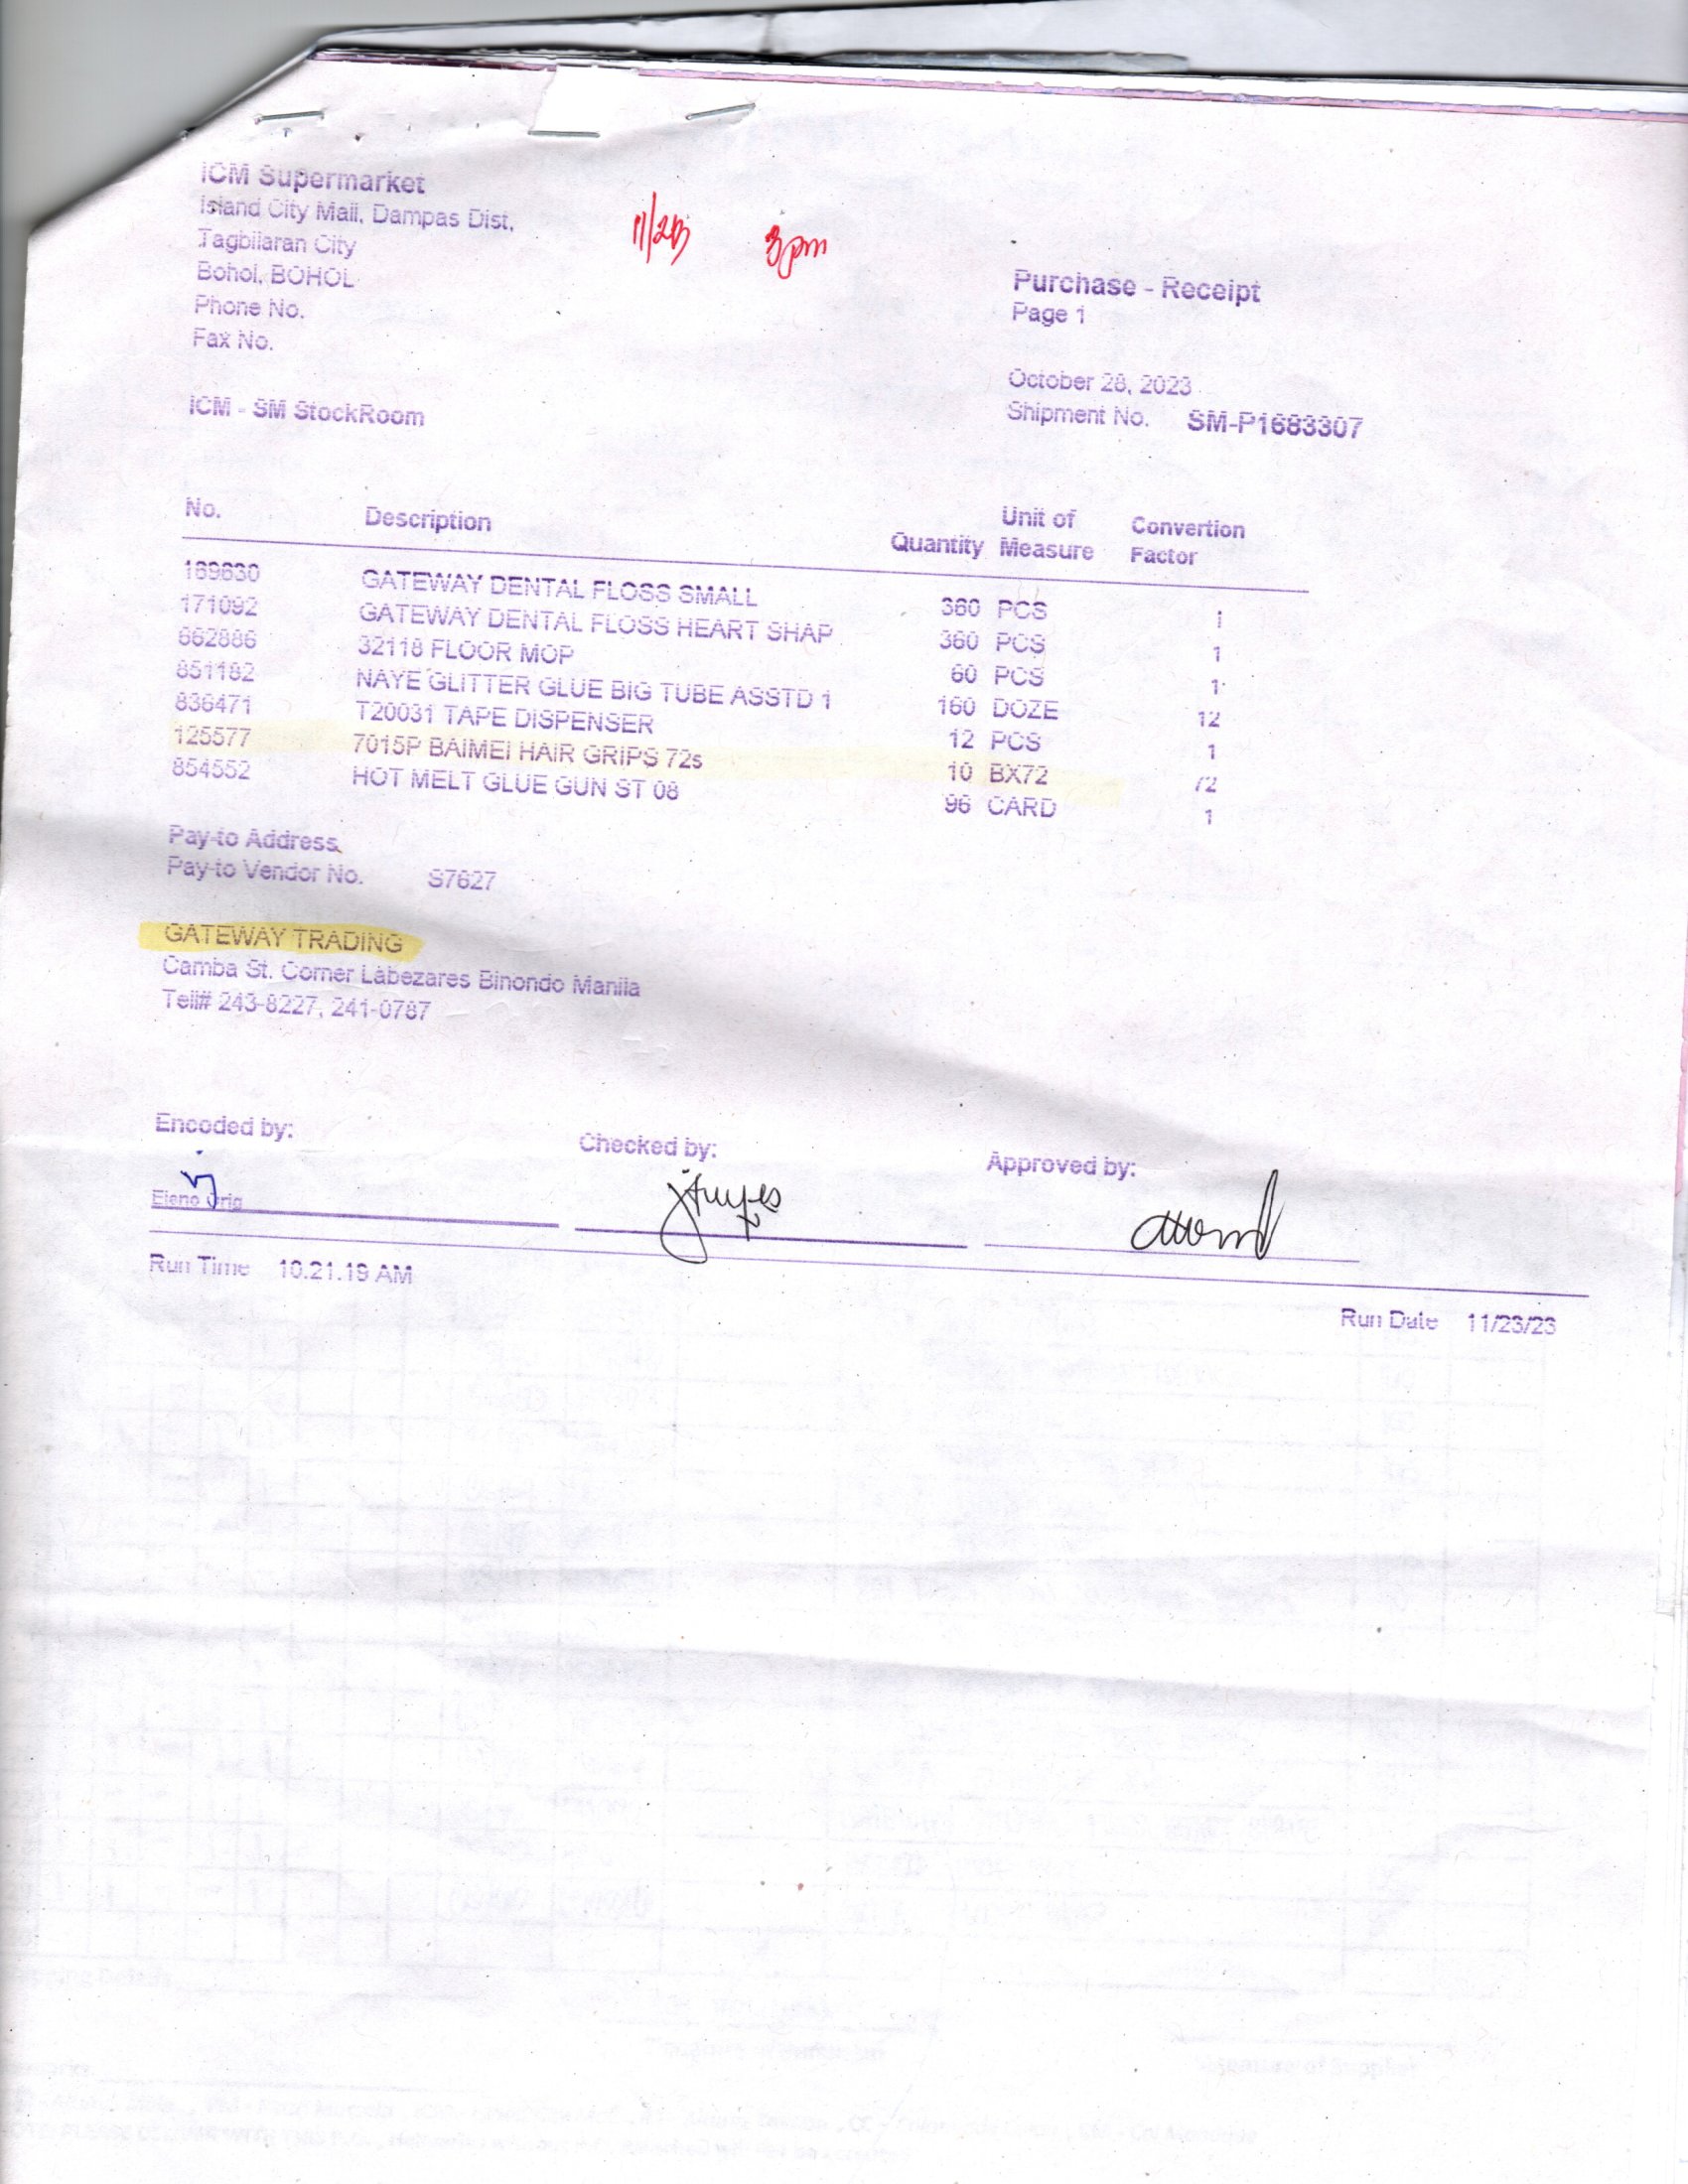 ICM Supermarket
Island City Mall, Dampas Dist,
Tagbilaran City
Bohol, BOHOL
Phone No.
Fax No.
11/23 3pm
Purchase - Receipt
Page 1
October 28, 2023
Shipment No. SM-P1683307
ICM - SM StockRoom
No. Description Quantity Unit of Measure Convertion Factor
169630 GATEWAY DENTAL FLOSS SMALL 360 PCS 1
171092 GATEWAY DENTAL FLOSS HEART SHAP 360 PCS 1
662886 32118 FLOOR MOP 60 PCS 1
851182 NAYE GLITTER GLUE BIG TUBE ASSTD 1 160 DOZE 12
836471 T20031 TAPE DISPENSER 12 PCS 1
125577 7015P BAIMEI HAIR GRIPS 72s 10 BX72 72
854552 HOT MELT GLUE GUN ST 08 96 CARD 1
Pay-to Address
Pay-to Vendor No. S7627
GATEWAY TRADING
Camba St. Corner Labezares Binondo Manila
Tell# 243-8227, 241-0787
Encoded by: Checked by: Approved by:
Run Time 10.21.19 AM
Run Date 11/23/23